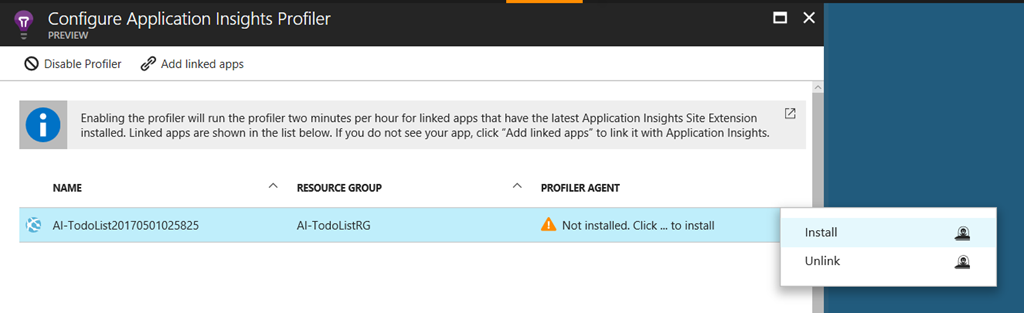 Configure Application Insights Profiler
PREVIEW
Disable Profiler Add linked apps
Enabling the profiler will run the profiler two minutes per hour for linked apps that have the latest Application Insights Site Extension
installed. Linked apps are shown in the list below. If you do not see your app, click "Add linked apps" to link it with Application Insights.
NAME RESOURCE GROUP PROFILER AGENT
AI-TodoList20170501025825 AI-TodoListRG Not installed. Click ... to install
Install
Unlink